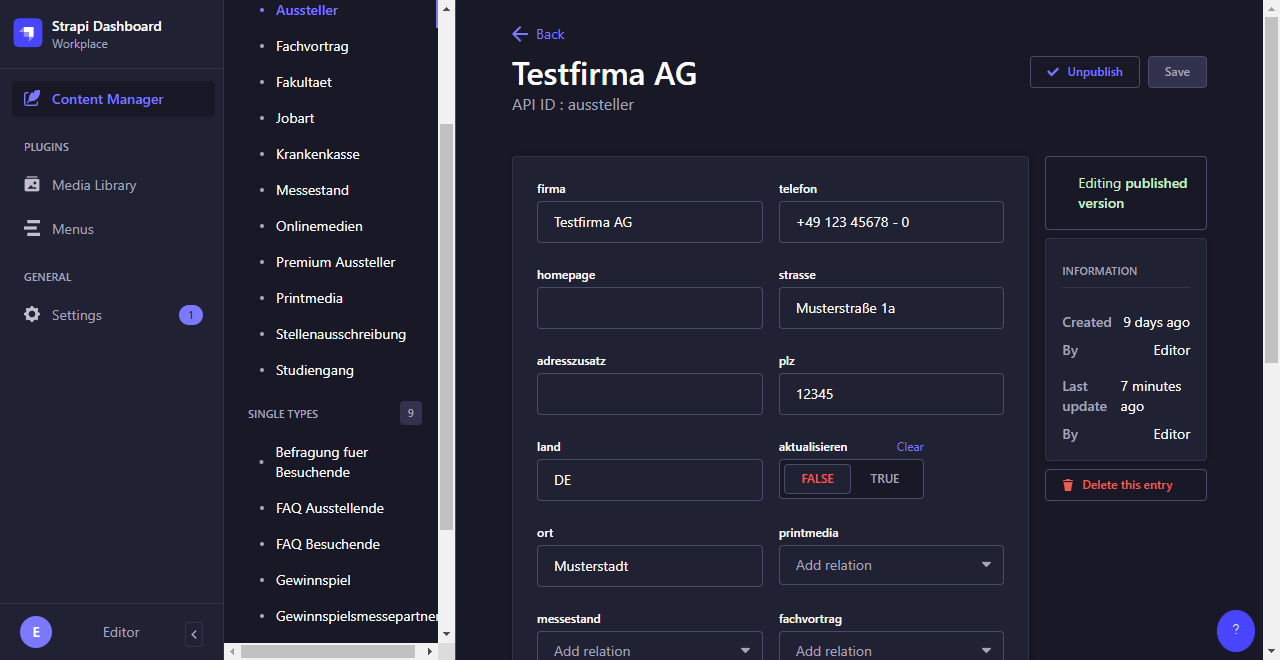 Strapi Dashboard
Workplace
Content Manager
PLUGINS
Media Library
Menus
GENERAL
Settings
1
E
Editor
Aussteller
Fachvortrag
Fakultaet
Jobart
Krankenkasse
Messestand
Onlinemedien
Premium Aussteller
Printmedia
Stellenausschreibung
Studiengang
SINGLE TYPES
9
Befragung fuer
Besuchende
FAQ Ausstellende
FAQ Besuchende
Gewinnspiel
Gewinnspielsmessepartner
Back
Testfirma AG
API ID : aussteller
Unpublish
Save
firma
Testfirma AG
telefon
+49 123 45678 - 0
homepage
strasse
Musterstraße 1a
adresszusatz
plz
12345
land
DE
aktualisieren
Clear
FALSE
TRUE
ort
Musterstadt
printmedia
Add relation
messestand
Add relation
fachvortrag
Add relation
Editing published
version
INFORMATION
Created 9 days ago
By Editor
Last 7 minutes
update ago
By Editor
Delete this entry
?